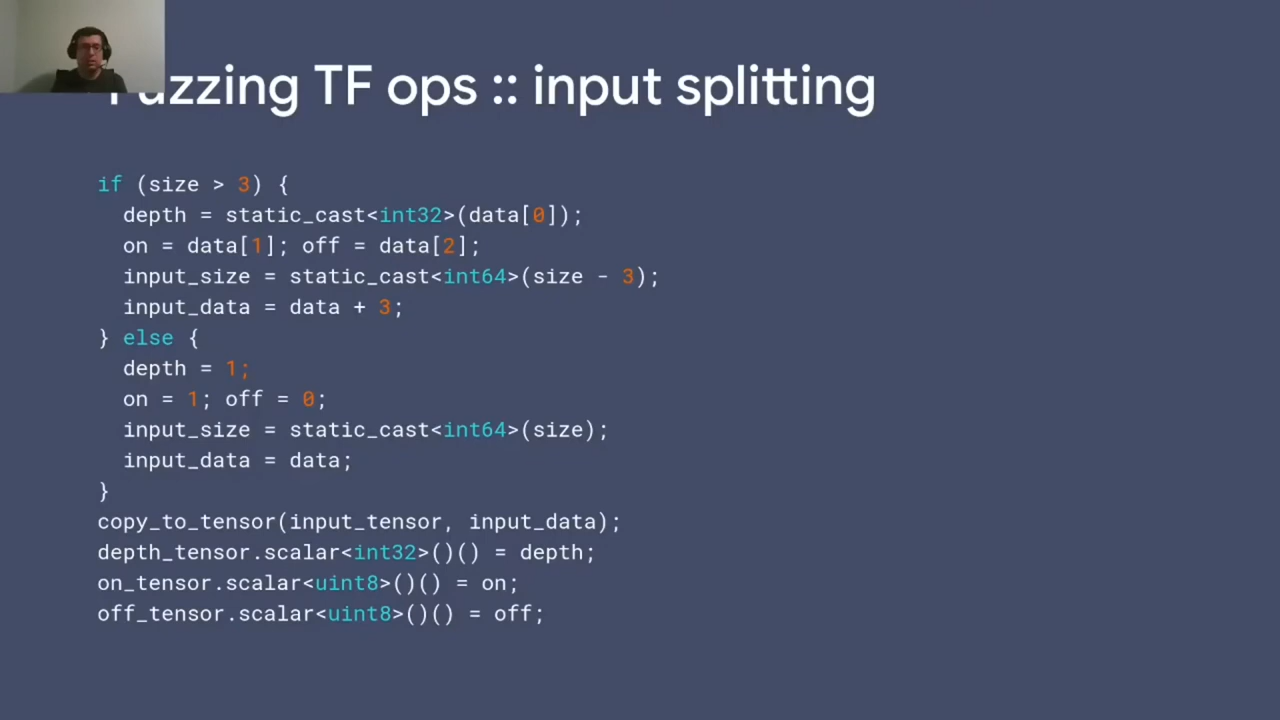 Fuzzing TF ops :: input splitting
if (size > 3) {
depth = static_cast<int32>(data[0]);
on = data[1]; off = data[2];
input_size = static_cast<int64>(size - 3);
input_data = data + 3;
} else {
depth = 1;
on = 1; off = 0;
input_size = static_cast<int64>(size);
input_data = data;
}
copy_to_tensor(input_tensor, input_data);
depth_tensor.scalar<int32>()() = depth;
on_tensor.scalar<uint8>()() = on;
off_tensor.scalar<uint8>()() = off;